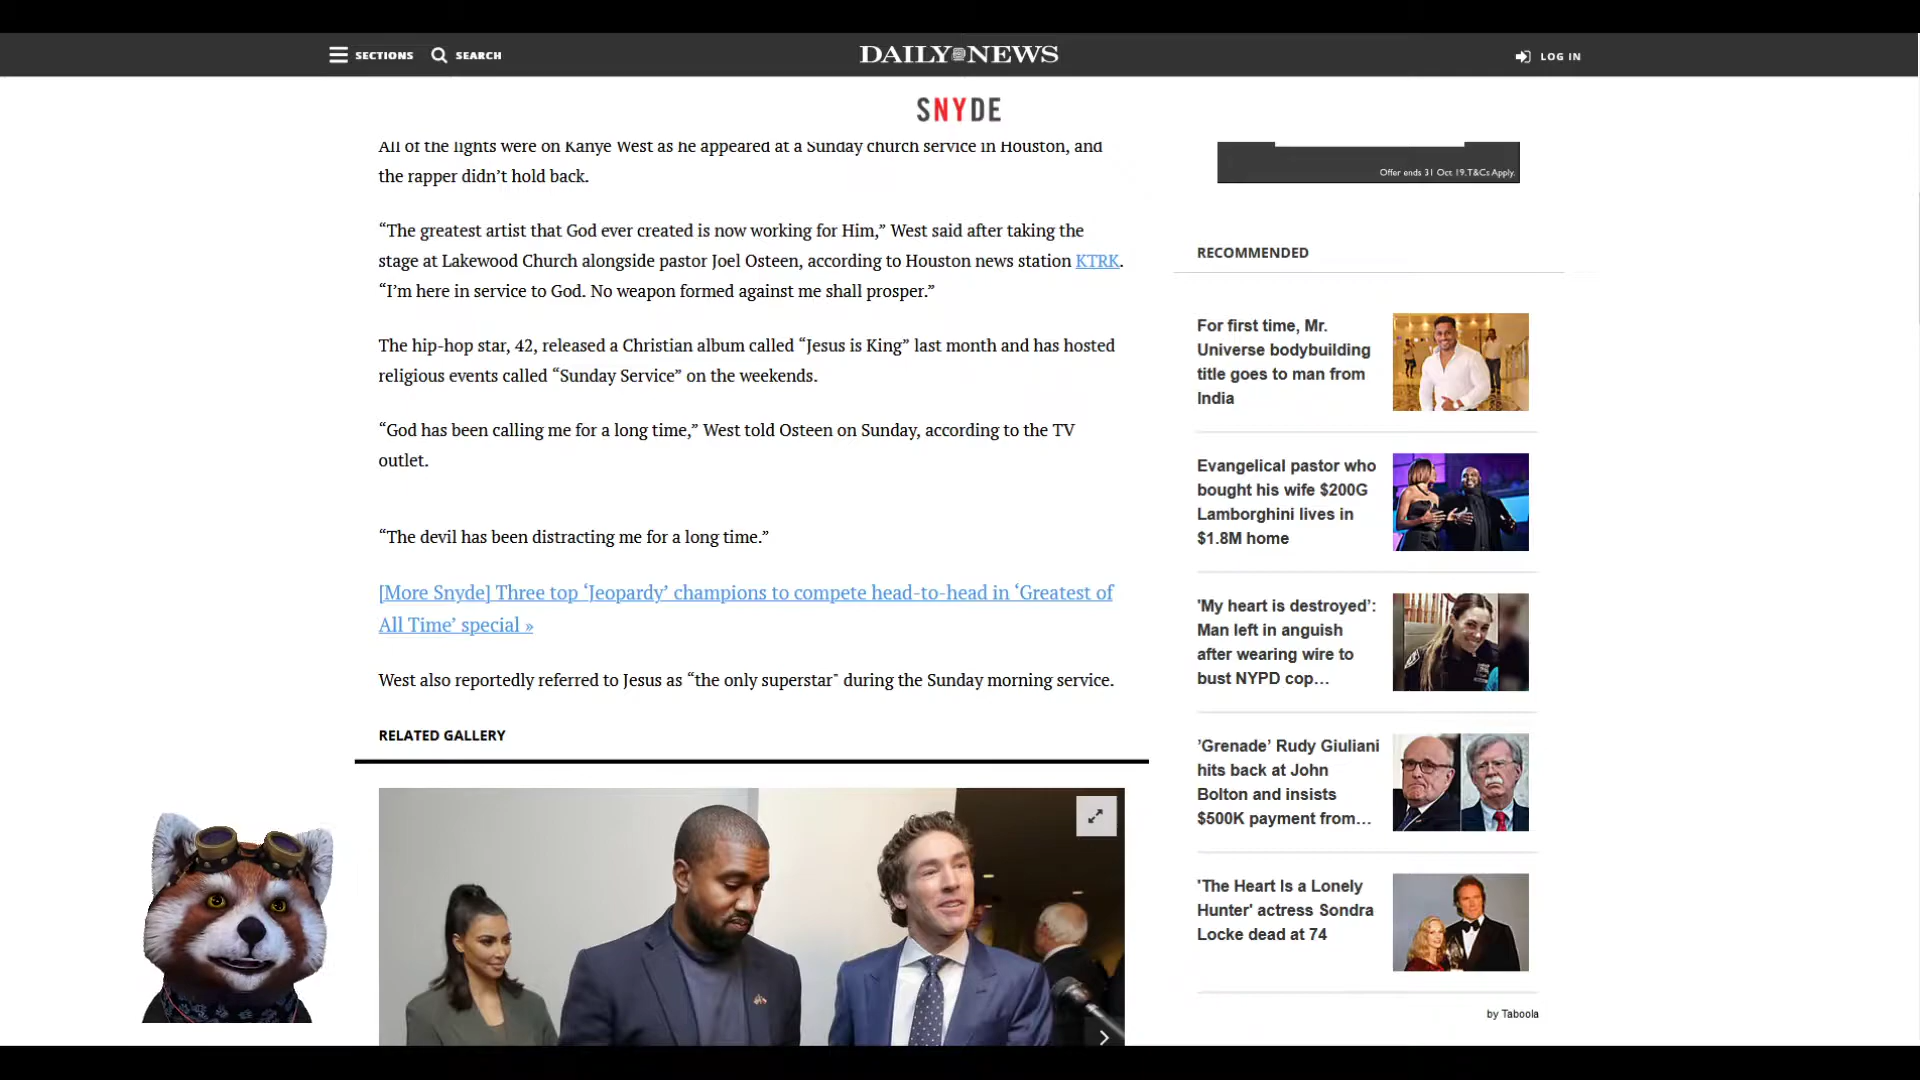 SECTIONS
SEARCH
DAILY NEWS
LOG IN
SNYDE
All of the lights were on Kanye West as he appeared at a Sunday church service in Houston, and
the rapper didn’t hold back.
“The greatest artist that God ever created is now working for Him,” West said after taking the
stage at Lakewood Church alongside pastor Joel Osteen, according to Houston news station KTRK.
“I’m here in service to God. No weapon formed against me shall prosper.”
The hip-hop star, 42, released a Christian album called “Jesus is King” last month and has hosted
religious events called “Sunday Service” on the weekends.
“God has been calling me for a long time,” West told Osteen on Sunday, according to the TV
outlet.
“The devil has been distracting me for a long time.”
[More Snyde] Three top ‘Jeopardy’ champions to compete head-to-head in ‘Greatest of
All Time’ special »
West also reportedly referred to Jesus as “the only superstar" during the Sunday morning service.
RELATED GALLERY
Offer ends 31 Oct 19.T&Cs Apply.
RECOMMENDED
For first time, Mr.
Universe bodybuilding
title goes to man from
India
Evangelical pastor who
bought his wife $200G
Lamborghini lives in
$1.8M home
'My heart is destroyed’:
Man left in anguish
after wearing wire to
bust NYPD cop...
’Grenade’ Rudy Giuliani
hits back at John
Bolton and insists
$500K payment from...
'The Heart Is a Lonely
Hunter' actress Sondra
Locke dead at 74
by Taboola